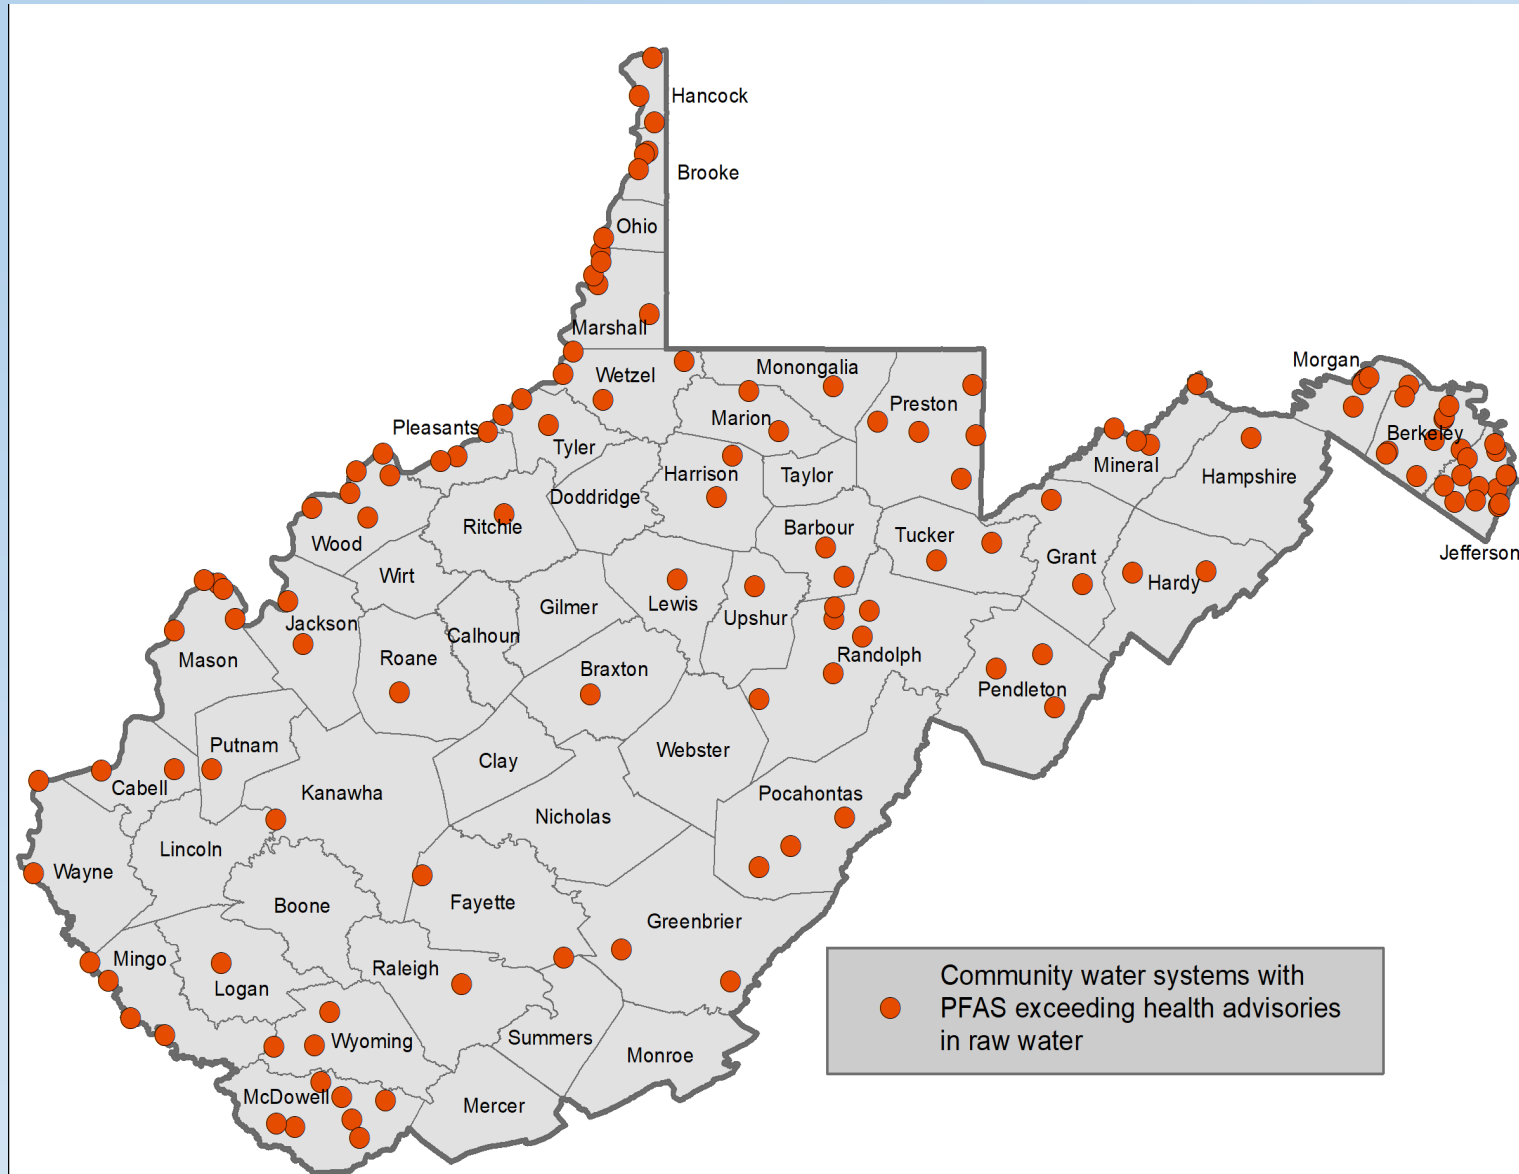 Hancock
Brooke
Ohio
Marshall
Wetzel
Monongalia
Morgan
Marion
Preston
Pleasants
Tyler
Berkeley
Harrison
Taylor
Mineral
Hampshire
Doddridge
Ritchie
Barbour
Tucker
Wood
Grant
Jefferson
Wirt
Hardy
Gilmer
Lewis
Upshur
Jackson
Calhoun
Roane
Mason
Braxton
Randolph
Pendleton
Putnam
Webster
Clay
Cabell
Kanawha
Pocahontas
Nicholas
Lincoln
Wayne
Boone
Fayette
Greenbrier
Mingo
Raleigh
Logan
Community water systems with
PFAS exceeding health advisories
in raw water
Wyoming
Summers
Monroe
McDowell
Mercer